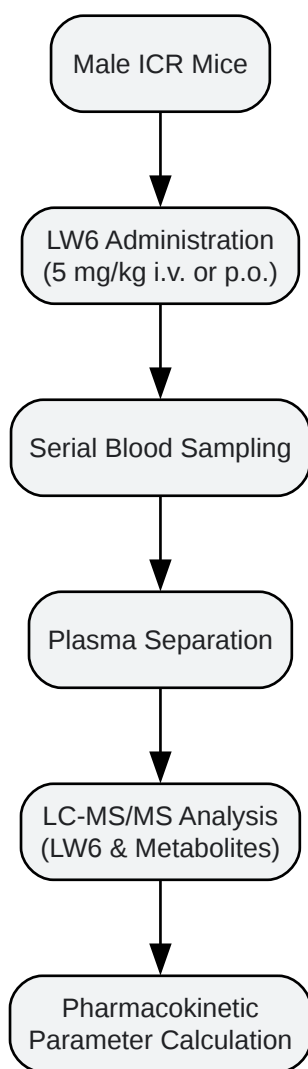 Male ICR Mice
LW6 Administration
(5 mg/kg i.v. or p.o.)
Serial Blood Sampling
Plasma Separation
LC-MS/MS Analysis
(LW6 & Metabolites)
Pharmacokinetic
Parameter Calculation